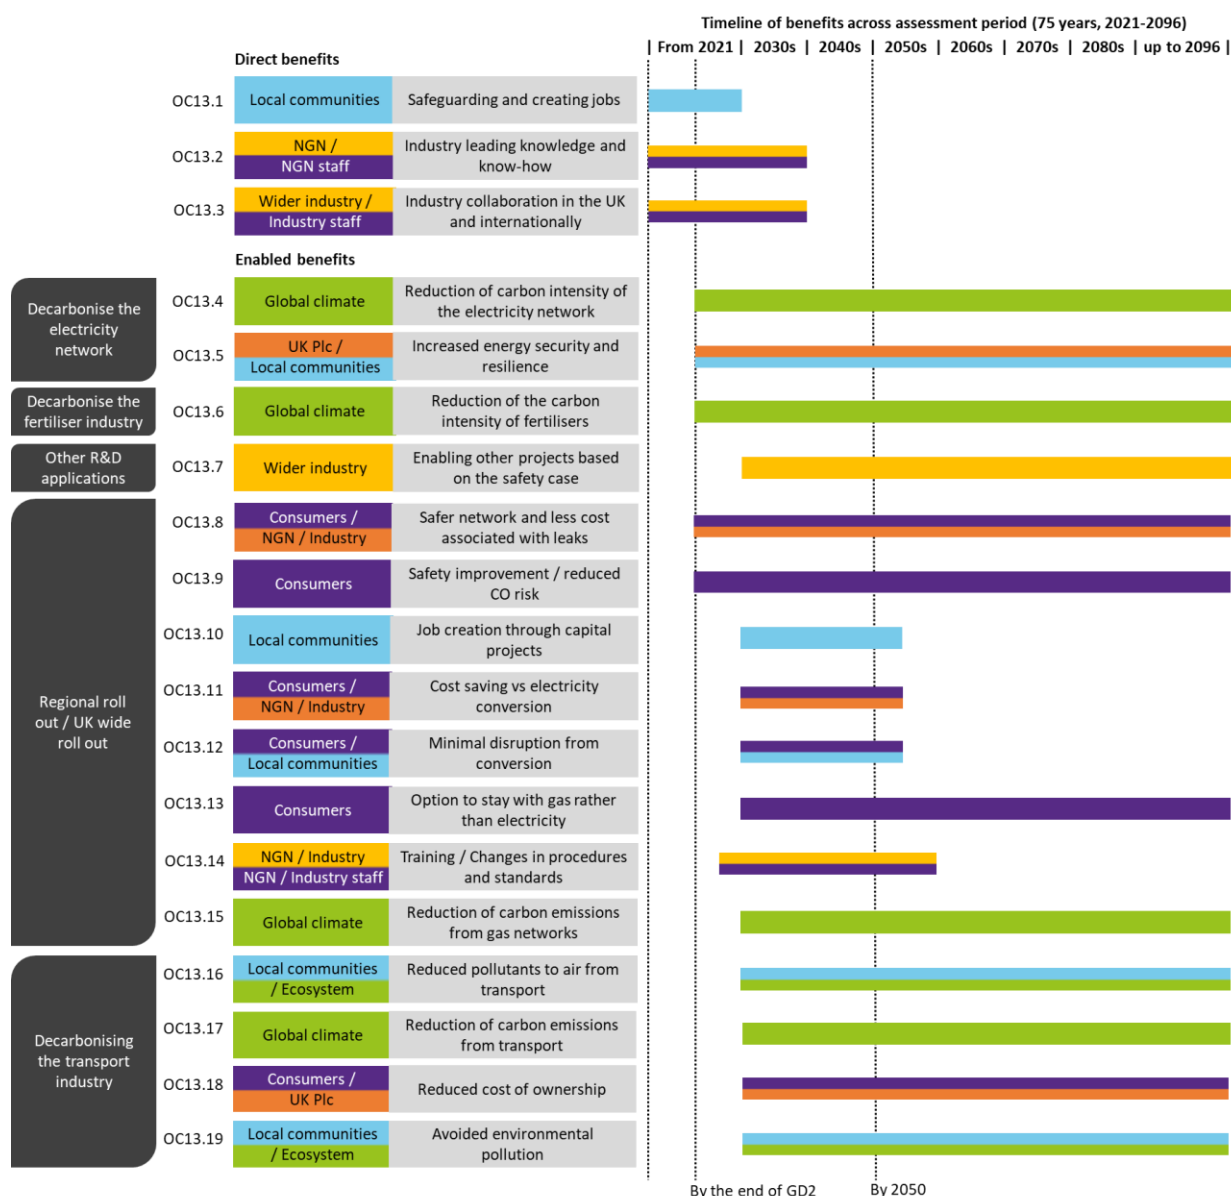 Timeline of benefits across assessment period (75 years, 2021-2096)
| From 2021 | 2030s | 2040s | 2050s | 2060s | 2070s | 2080s | up to 2096 |
Direct benefits
OC13.1
Local communities
Safeguarding and creating jobs
OC13.2
NGN /
NGN staff
Industry leading knowledge and
know-how
OC13.3
Wider industry /
Industry staff
Industry collaboration in the UK
and internationally
Enabled benefits
Decarbonise the
electricity
network
OC13.4
Global climate
Reduction of carbon intensity of
the electricity network
OC13.5
UK Plc /
Local communities
Increased energy security and
resilience
Decarbonise the
fertiliser industry
OC13.6
Global climate
Reduction of the carbon
intensity of fertilisers
Other R&D
applications
OC13.7
Wider industry
Enabling other projects based
on the safety case
Regional roll
out / UK wide
roll out
OC13.8
Consumers /
NGN / Industry
Safer network and less cost
associated with leaks
OC13.9
Consumers
Safety improvement / reduced
CO risk
OC13.10
Local communities
Job creation through capital
projects
OC13.11
Consumers /
NGN / Industry
Cost saving vs electricity
conversion
OC13.12
Consumers /
Local communities
Minimal disruption from
conversion
OC13.13
Consumers
Option to stay with gas rather
than electricity
OC13.14
NGN / Industry
NGN / Industry staff
Training / Changes in procedures
and standards
OC13.15
Global climate
Reduction of carbon emissions
from gas networks
Decarbonising
the transport
industry
OC13.16
Local communities
/ Ecosystem
Reduced pollutants to air from
transport
OC13.17
Global climate
Reduction of carbon emissions
from transport
OC13.18
Consumers /
UK Plc
Reduced cost of ownership
OC13.19
Local communities
/ Ecosystem
Avoided environmental
pollution
By the end of GD2
By 2050